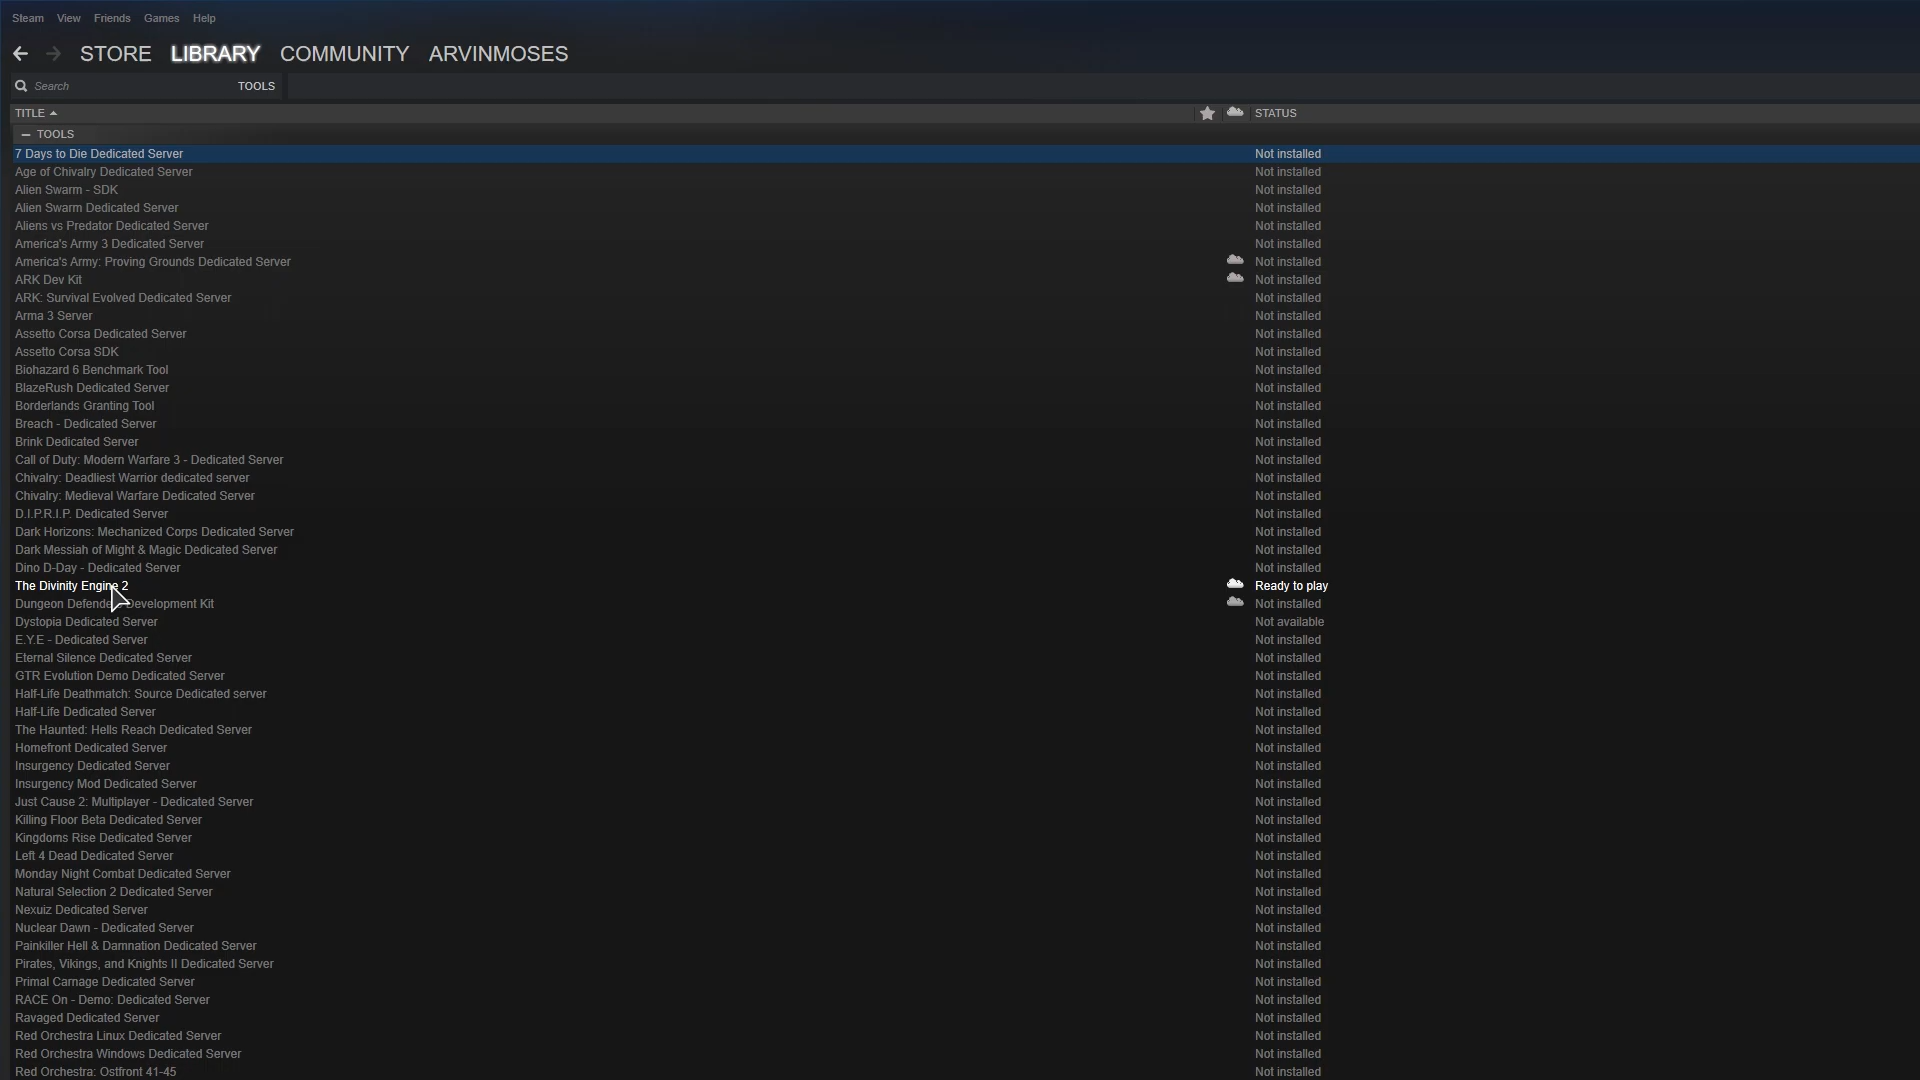 Steam View Friends Games Help
STORE LIBRARY COMMUNITY ARVINMOSES
Search TOOLS
TITLE STATUS
TOOLS
7 Days to Die Dedicated Server Not installed
Age of Chivalry Dedicated Server Not installed
Alien Swarm - SDK Not installed
Alien Swarm Dedicated Server Not installed
Aliens vs Predator Dedicated Server Not installed
America's Army 3 Dedicated Server Not installed
America's Army: Proving Grounds Dedicated Server Not installed
ARK Dev Kit Not installed
ARK: Survival Evolved Dedicated Server Not installed
Arma 3 Server Not installed
Assetto Corsa Dedicated Server Not installed
Assetto Corsa SDK Not installed
Biohazard 6 Benchmark Tool Not installed
BlazeRush Dedicated Server Not installed
Borderlands Granting Tool Not installed
Breach - Dedicated Server Not installed
Brink Dedicated Server Not installed
Call of Duty: Modern Warfare 3 - Dedicated Server Not installed
Chivalry: Deadliest Warrior dedicated server Not installed
Chivalry: Medieval Warfare Dedicated Server Not installed
D.I.P.R.I.P. Dedicated Server Not installed
Dark Horizons: Mechanized Corps Dedicated Server Not installed
Dark Messiah of Might & Magic Dedicated Server Not installed
Dino D-Day - Dedicated Server Not installed
The Divinity Engine 2 Ready to play
Dungeon Defenders Development Kit Not installed
Dystopia Dedicated Server Not available
E.Y.E - Dedicated Server Not installed
Eternal Silence Dedicated Server Not installed
GTR Evolution Demo Dedicated Server Not installed
Half-Life Deathmatch: Source Dedicated server Not installed
Half-Life Dedicated Server Not installed
The Haunted: Hells Reach Dedicated Server Not installed
Homefront Dedicated Server Not installed
Insurgency Dedicated Server Not installed
Insurgency Mod Dedicated Server Not installed
Just Cause 2: Multiplayer - Dedicated Server Not installed
Killing Floor Beta Dedicated Server Not installed
Kingdoms Rise Dedicated Server Not installed
Left 4 Dead Dedicated Server Not installed
Monday Night Combat Dedicated Server Not installed
Natural Selection 2 Dedicated Server Not installed
Nexuiz Dedicated Server Not installed
Nuclear Dawn - Dedicated Server Not installed
Painkiller Hell & Damnation Dedicated Server Not installed
Pirates, Vikings, and Knights II Dedicated Server Not installed
Primal Carnage Dedicated Server Not installed
RACE On - Demo: Dedicated Server Not installed
Ravaged Dedicated Server Not installed
Red Orchestra Linux Dedicated Server Not installed
Red Orchestra Windows Dedicated Server Not installed
Red Orchestra: Ostfront 41-45 Not installed